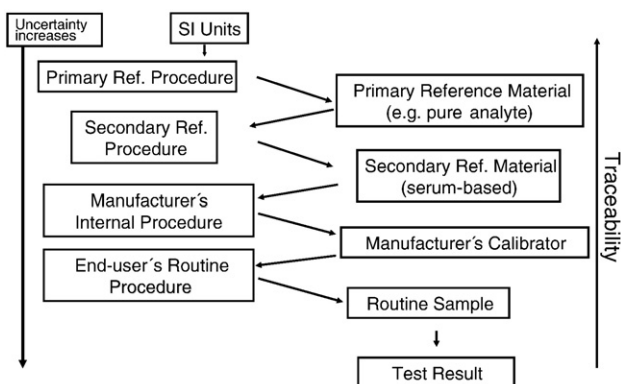 Uncertainty
increases
SI Units
Primary Ref. Procedure
Primary Reference Material
(e.g. pure analyte)
Secondary Ref.
Procedure
Secondary Ref. Material
(serum-based)
Manufacturer´s
Internal Procedure
Manufacturer´s Calibrator
End-user´s Routine
Procedure
Routine Sample
Test Result
Traceability